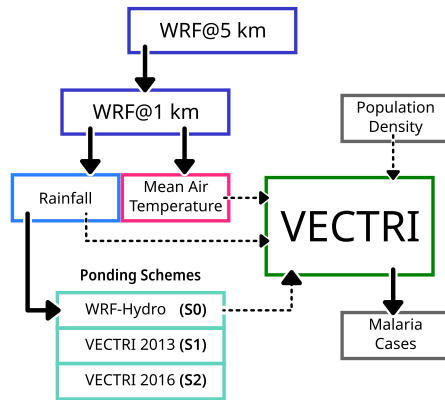 WRF@5 km
WRF@1 km
Population
Density
Rainfall
Mean Air
Temperature
VECTRI
Ponding Schemes
WRF-Hydro (S0)
VECTRI 2013 (S1)
VECTRI 2016 (S2)
Malaria
Cases